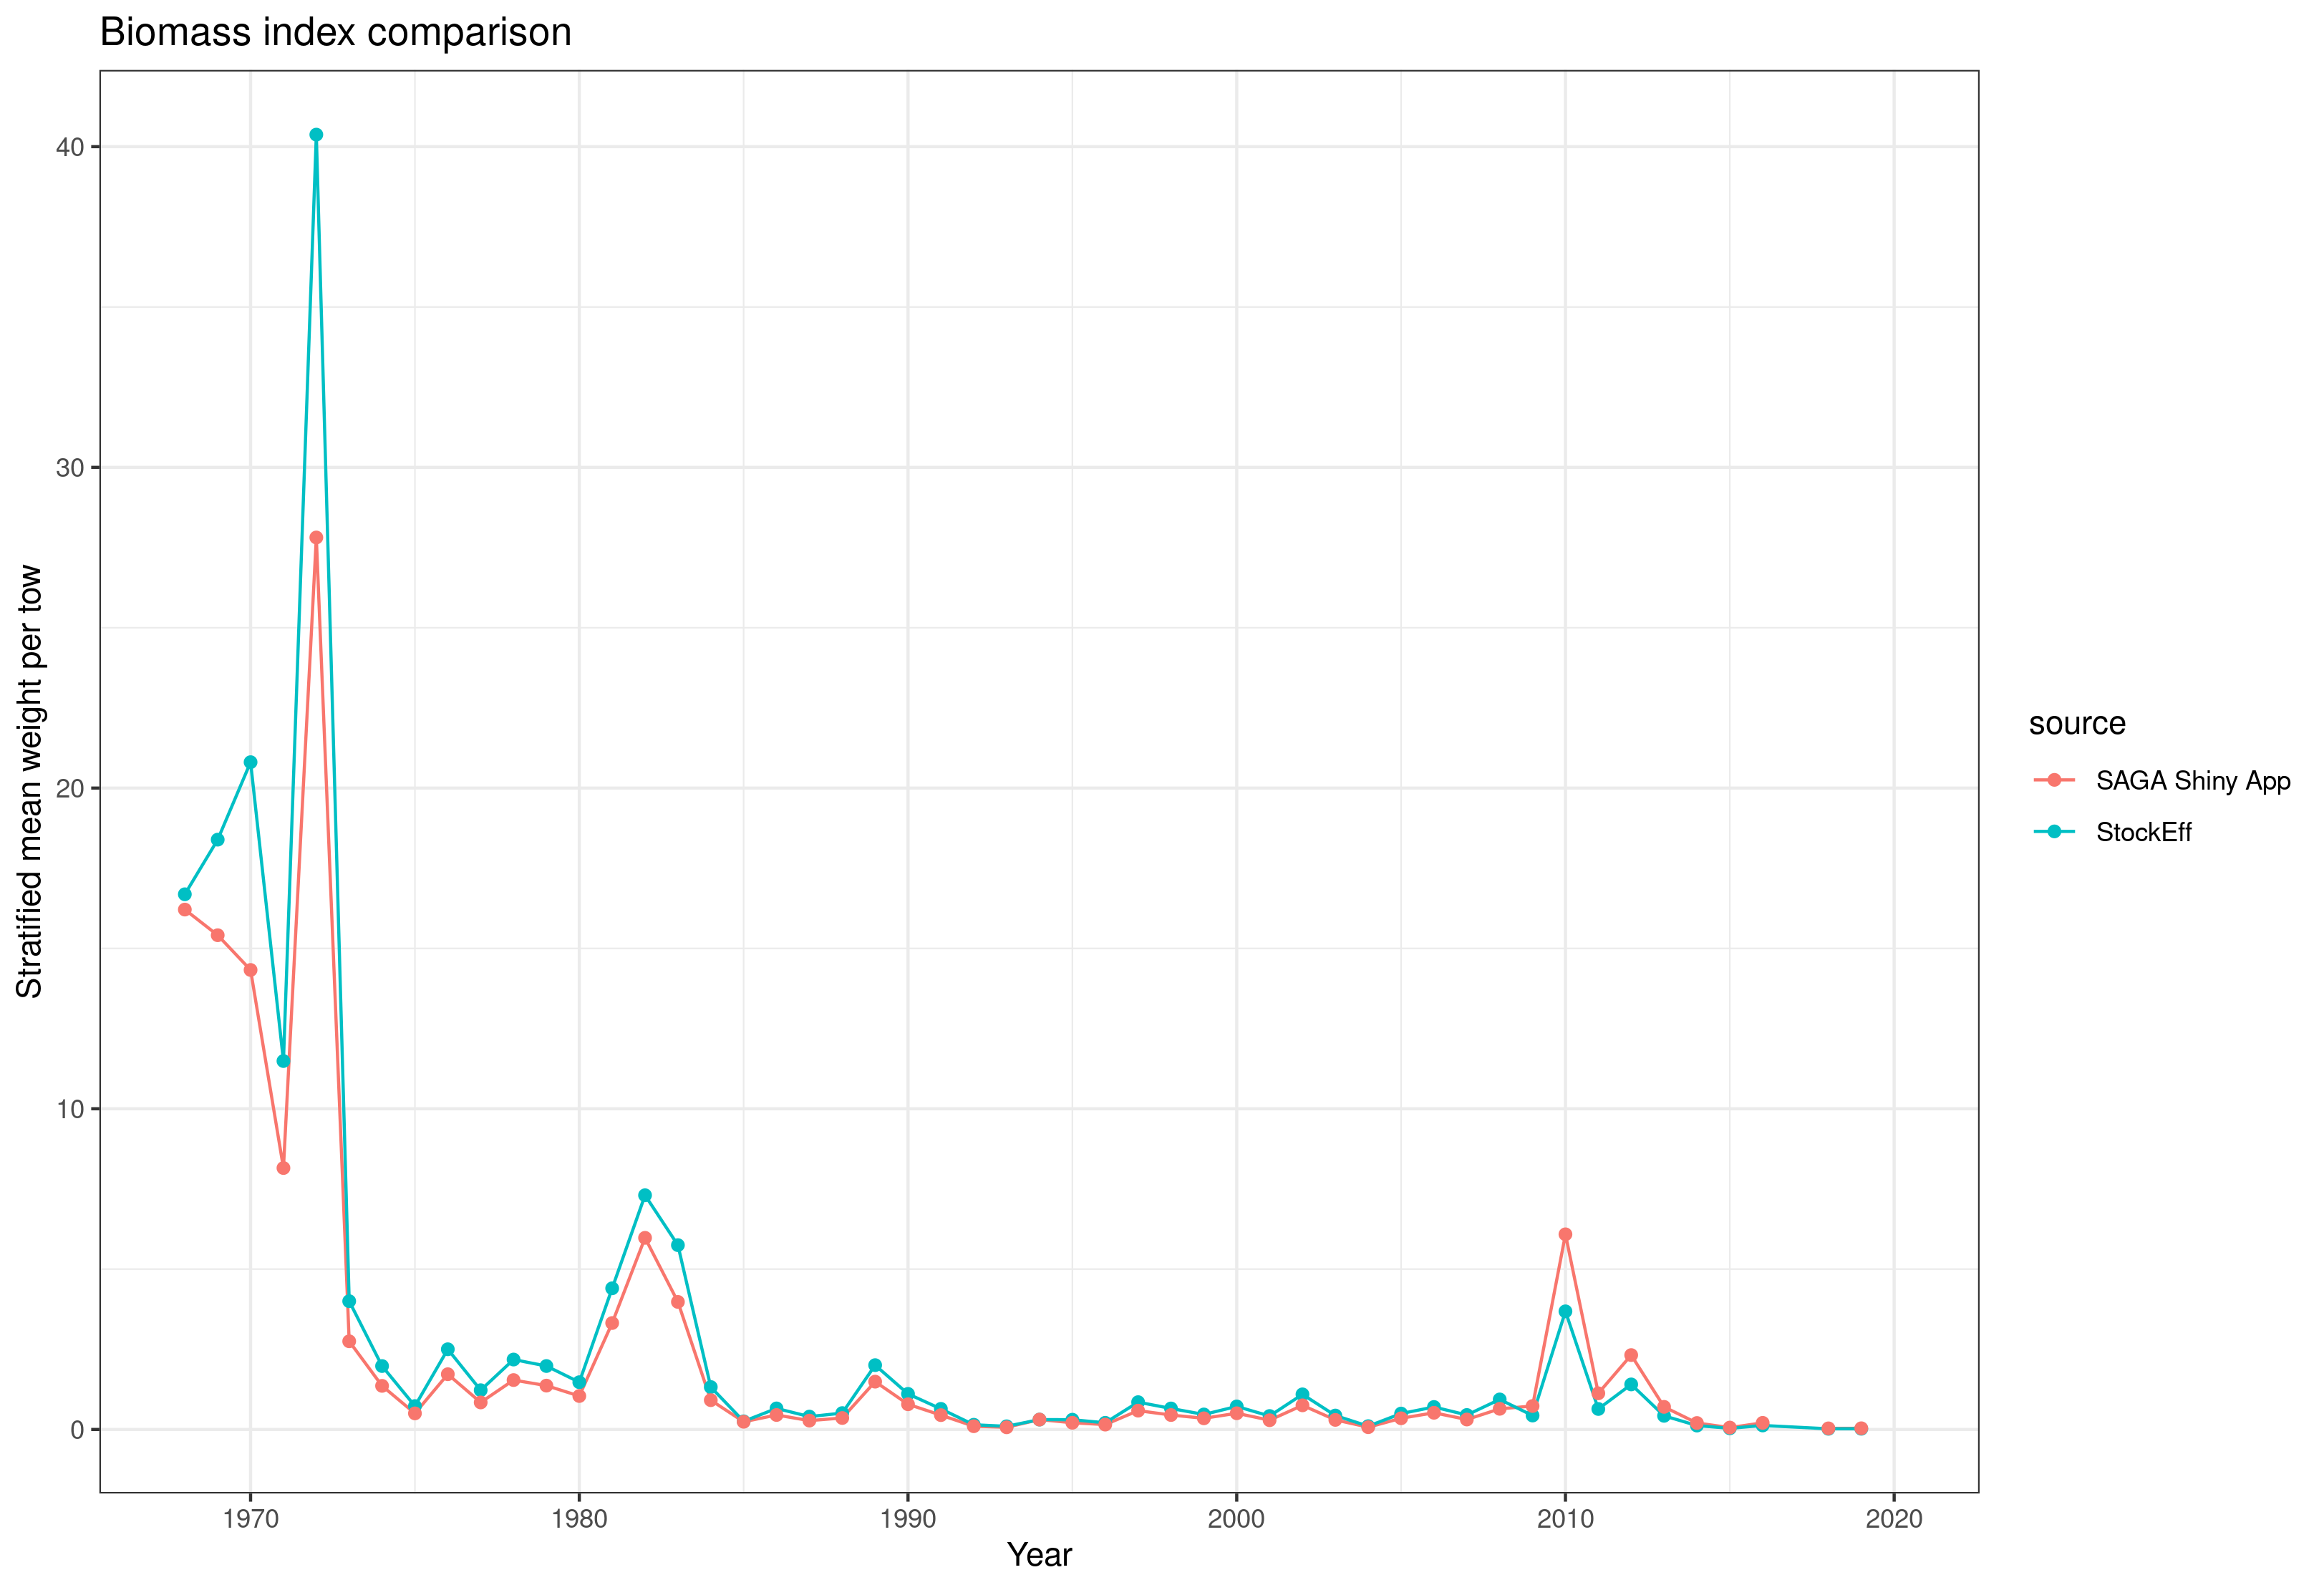 Biomass index comparison
Stratified mean weight per tow
40
30
20
10
0
1970
1980
1990
2000
2010
2020
Year
source
SAGA Shiny App
StockEff